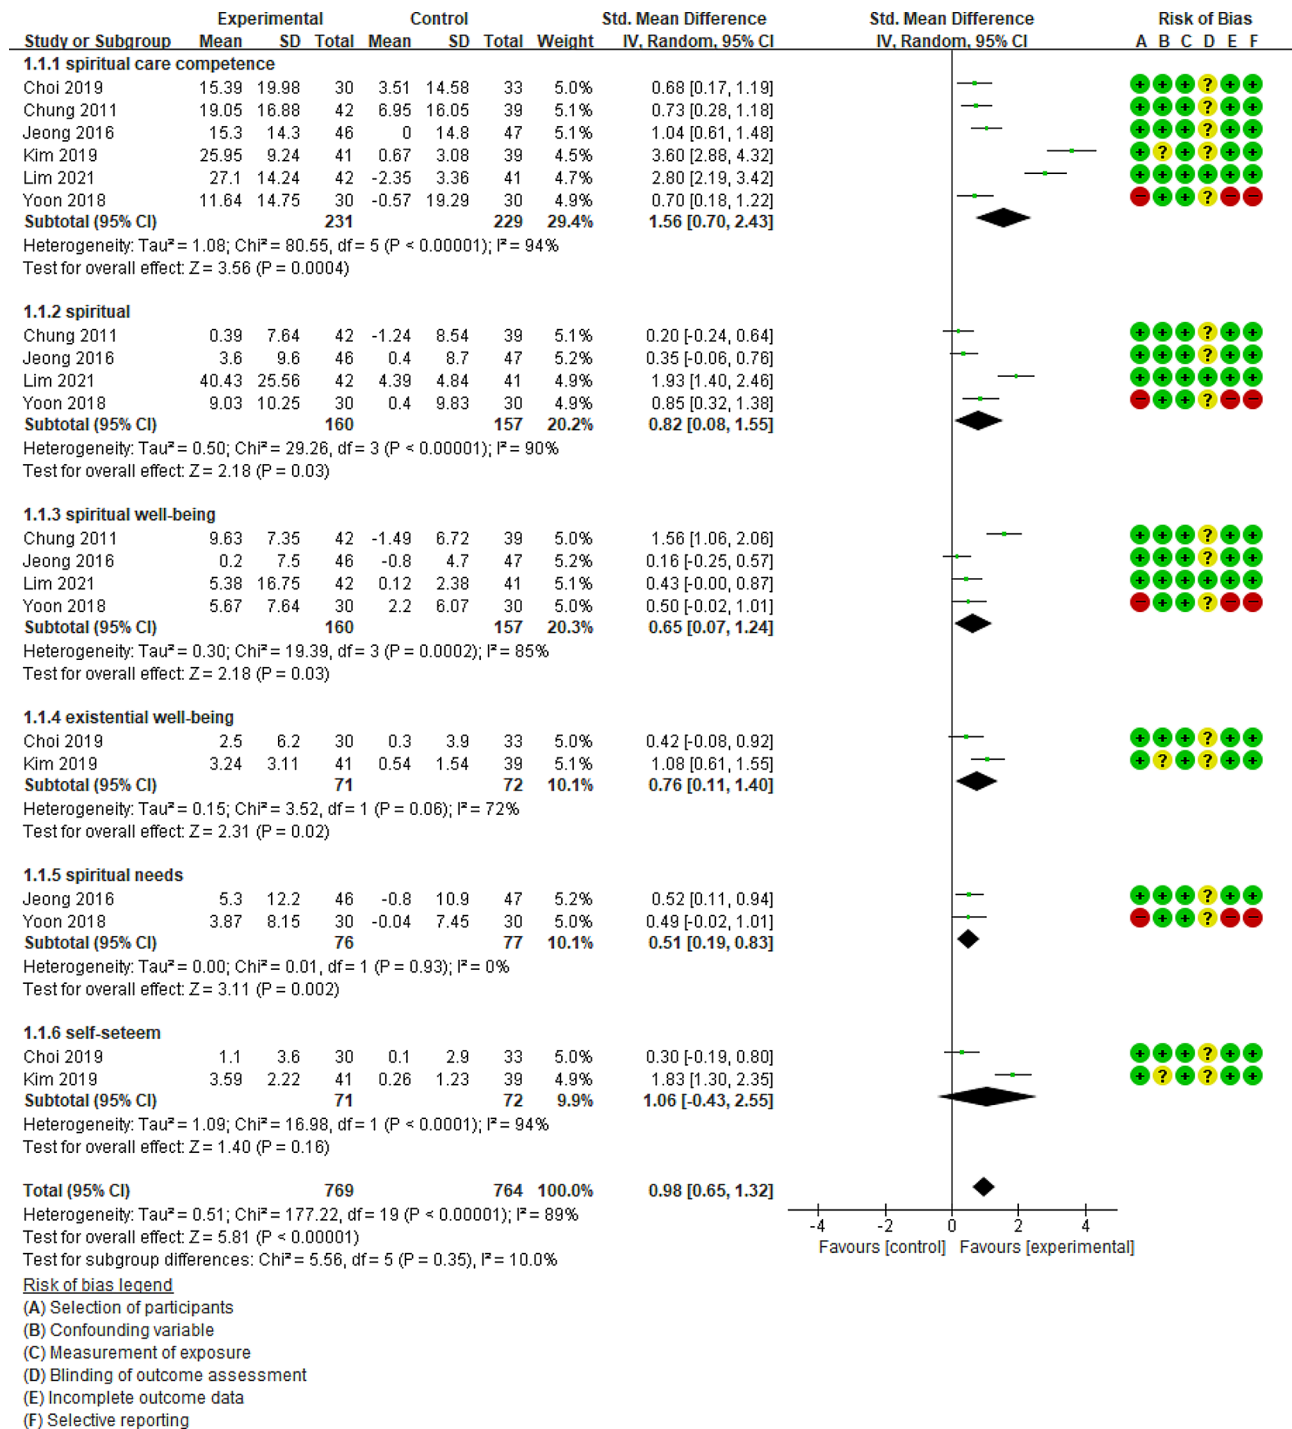 Experimental Control Std. Mean Difference Std. Mean Difference Risk of Bias
Study or Subgroup Mean SD Total Mean SD Total Weight IV, Random, 95% CI IV, Random, 95% CI A B C D E F
1.1.1 spiritual care competence
Choi 2019 15.39 19.98 30 3.51 14.58 33 5.0% 0.68 [0.17, 1.19] + + + ? + +
Chung 2011 19.05 16.88 42 6.95 16.05 39 5.1% 0.73 [0.28, 1.18] + + + ? + +
Jeong 2016 15.3 14.3 46 0 14.8 47 5.1% 1.04 [0.61, 1.48] + + + ? + +
Kim 2019 25.95 9.24 41 0.67 3.08 39 4.5% 3.60 [2.88, 4.32] + ? + ? + +
Lim 2021 27.1 14.24 42 -2.35 3.36 41 4.7% 2.80 [2.19, 3.42] + + + + + +
Yoon 2018 11.64 14.75 30 -0.57 19.29 30 4.9% 0.70 [0.18, 1.22] − + + ? − −
Subtotal (95% CI) 231 229 29.4% 1.56 [0.70, 2.43]
Heterogeneity: Tau² = 1.08; Chi² = 80.55, df = 5 (P < 0.00001); I² = 94%
Test for overall effect: Z = 3.56 (P = 0.0004)
1.1.2 spiritual
Chung 2011 0.39 7.64 42 -1.24 8.54 39 5.1% 0.20 [-0.24, 0.64] + + + ? + +
Jeong 2016 3.6 9.6 46 0.4 8.7 47 5.2% 0.35 [-0.06, 0.76] + + + ? + +
Lim 2021 40.43 25.56 42 4.39 4.84 41 4.9% 1.93 [1.40, 2.46] + + + + + +
Yoon 2018 9.03 10.25 30 0.4 9.83 30 4.9% 0.85 [0.32, 1.38] − + + ? − −
Subtotal (95% CI) 160 157 20.2% 0.82 [0.08, 1.55]
Heterogeneity: Tau² = 0.50; Chi² = 29.26, df = 3 (P < 0.00001); I² = 90%
Test for overall effect: Z = 2.18 (P = 0.03)
1.1.3 spiritual well-being
Chung 2011 9.63 7.35 42 -1.49 6.72 39 5.0% 1.56 [1.06, 2.06] + + + ? + +
Jeong 2016 0.2 7.5 46 -0.8 4.7 47 5.2% 0.16 [-0.25, 0.57] + + + ? + +
Lim 2021 5.38 16.75 42 0.12 2.38 41 5.1% 0.43 [-0.00, 0.87] + + + + + +
Yoon 2018 5.67 7.64 30 2.2 6.07 30 5.0% 0.50 [-0.02, 1.01] − + + ? − −
Subtotal (95% CI) 160 157 20.3% 0.65 [0.07, 1.24]
Heterogeneity: Tau² = 0.30; Chi² = 19.39, df = 3 (P = 0.0002); I² = 85%
Test for overall effect: Z = 2.18 (P = 0.03)
1.1.4 existential well-being
Choi 2019 2.5 6.2 30 0.3 3.9 33 5.0% 0.42 [-0.08, 0.92] + + + ? + +
Kim 2019 3.24 3.11 41 0.54 1.54 39 5.1% 1.08 [0.61, 1.55] + ? + ? + +
Subtotal (95% CI) 71 72 10.1% 0.76 [0.11, 1.40]
Heterogeneity: Tau² = 0.15; Chi² = 3.52, df = 1 (P = 0.06); I² = 72%
Test for overall effect: Z = 2.31 (P = 0.02)
1.1.5 spiritual needs
Jeong 2016 5.3 12.2 46 -0.8 10.9 47 5.2% 0.52 [0.11, 0.94] + + + ? + +
Yoon 2018 3.87 8.15 30 -0.04 7.45 30 5.0% 0.49 [-0.02, 1.01] − + + ? − −
Subtotal (95% CI) 76 77 10.1% 0.51 [0.19, 0.83]
Heterogeneity: Tau² = 0.00; Chi² = 0.01, df = 1 (P = 0.93); I² = 0%
Test for overall effect: Z = 3.11 (P = 0.002)
1.1.6 self-seteem
Choi 2019 1.1 3.6 30 0.1 2.9 33 5.0% 0.30 [-0.19, 0.80] + + + ? + +
Kim 2019 3.59 2.22 41 0.26 1.23 39 4.9% 1.83 [1.30, 2.35] + ? + ? + +
Subtotal (95% CI) 71 72 9.9% 1.06 [-0.43, 2.55]
Heterogeneity: Tau² = 1.09; Chi² = 16.98, df = 1 (P < 0.0001); I² = 94%
Test for overall effect: Z = 1.40 (P = 0.16)
Total (95% CI) 769 764 100.0% 0.98 [0.65, 1.32]
Heterogeneity: Tau² = 0.51; Chi² = 177.22, df = 19 (P < 0.00001); I² = 89%
Test for overall effect: Z = 5.81 (P < 0.00001)
Test for subgroup differences: Chi² = 5.56, df = 5 (P = 0.35), I² = 10.0%
-4 -2 0 2 4
Favours [control] Favours [experimental]
Risk of bias legend
(A) Selection of participants
(B) Confounding variable
(C) Measurement of exposure
(D) Blinding of outcome assessment
(E) Incomplete outcome data
(F) Selective reporting